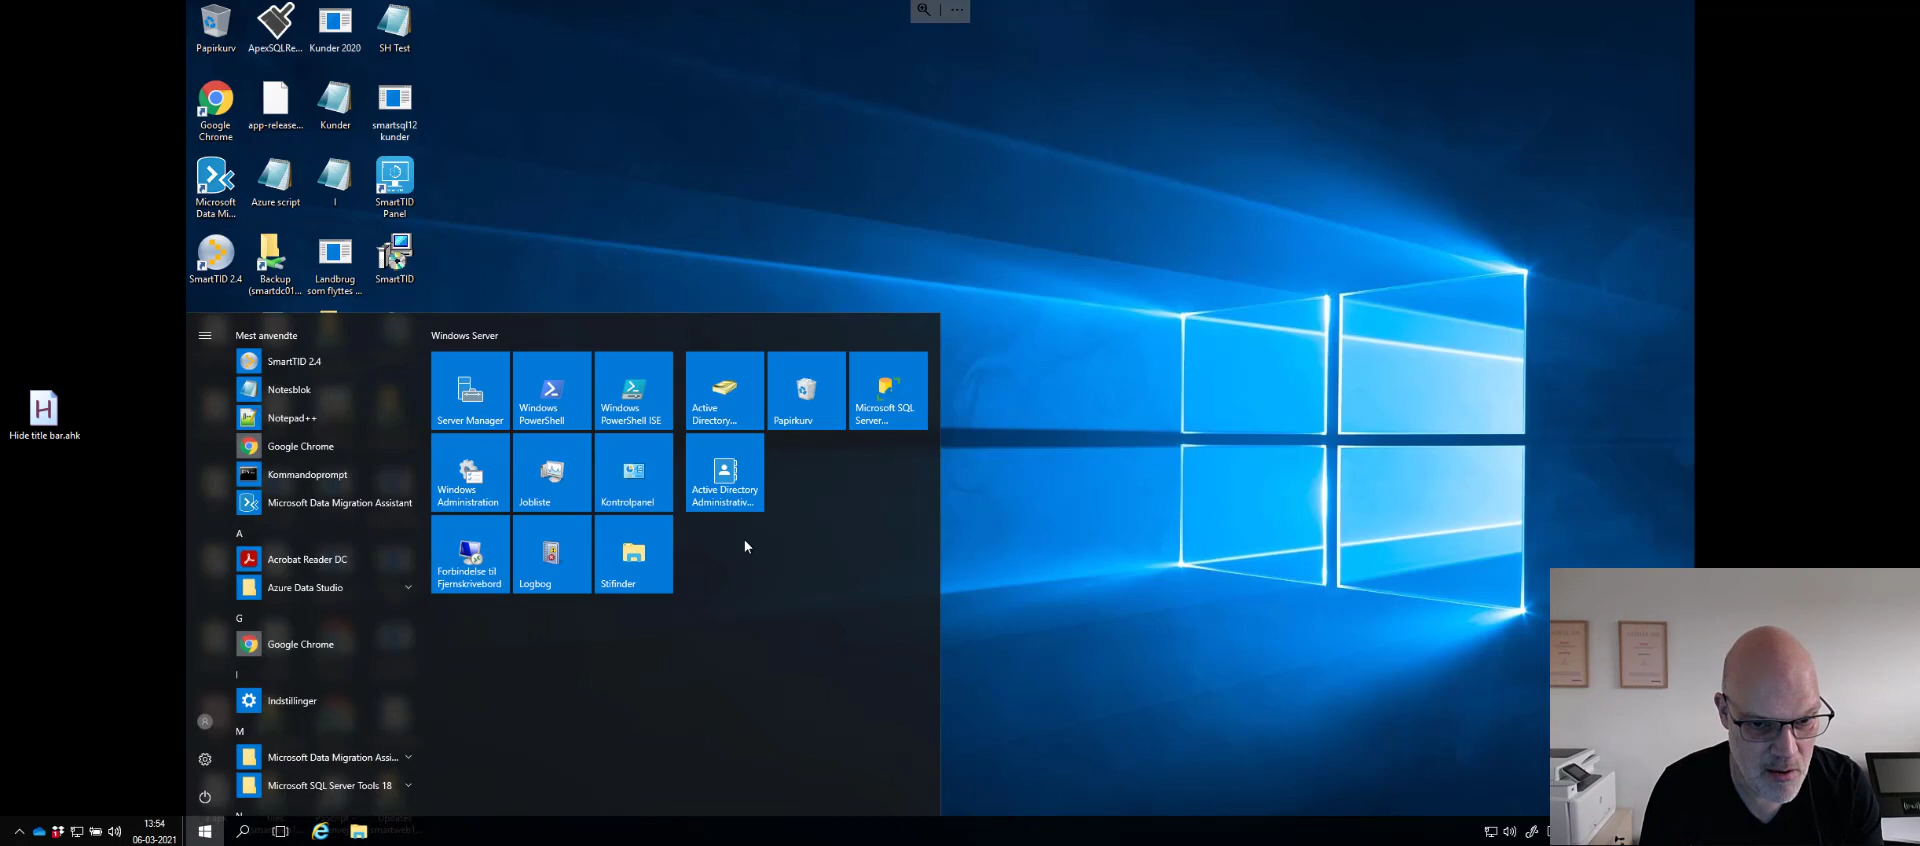 Papirkurv
ApexSQLRe...
Kunder 2020
SH Test
Google
Chrome
app-release...
Kunder
smartsql12
kunder
Microsoft
Data Mi...
Azure script
SmartTID
Panel
SmartTID 2.4
Backup
(smartdc01...
Landbrug
som flyttes ...
SmartTID
Hide title bar.ahk
Mest anvendte
SmartTID 2.4
Notesblok
Notepad++
Google Chrome
Kommandoprompt
Microsoft Data Migration Assistant
A
Acrobat Reader DC
Azure Data Studio
G
Google Chrome
I
Indstillinger
M
Microsoft Data Migration Assi...
Microsoft SQL Server Tools 18
Windows Server
Server Manager
Windows
PowerShell
Windows
PowerShell ISE
Active
Directory...
Papirkurv
Microsoft SQL
Server...
Windows
Administration
Jobliste
Kontrolpanel
Active Directory
Administrativ...
Forbindelse til
Fjernskrivebord
Logbog
Stifinder
13:54
06-03-2021